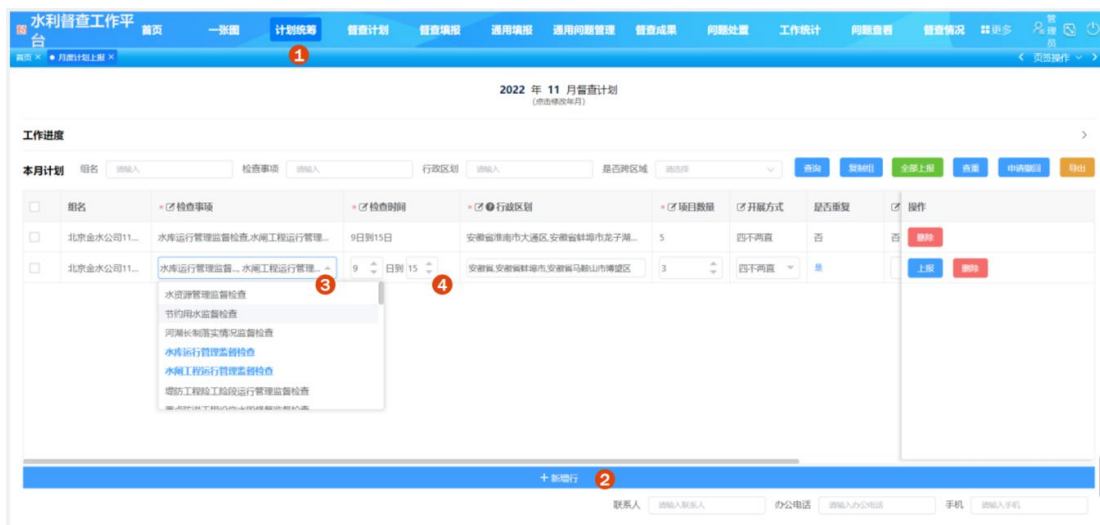 水利督查工作平台 首页 一张图 计划统筹 督查计划 督查填报 通用填报 通用问题管理 督查成果 问题处置 工作统计 问题查看 督查情况 更多 管理员
首页 × 月度计划上报 × 1 页签操作
2022 年 11 月督查计划
(点击修改年月)
工作进度
本月计划 组名 请输入 检查事项 请输入 行政区划 请输入 是否跨区域 请选择 查询 复制组 全部上报 查重 申请撤回 导出
组名 * 检查事项 * 检查时间 * 行政区划 * 项目数量 开展方式 是否重复 操作
北京金水公司11... 水库运行管理监督检查,水闸工程运行管理... 9日到15日 安徽省淮南市大通区,安徽省蚌埠市龙子湖... 5 四不两直 否 否 删除
北京金水公司11... 水库运行管理监督..., 水闸工程运行管理... 9 日到 15 安徽省,安徽省蚌埠市,安徽省马鞍山市博望区 3 四不两直 是 上报 删除
3 4
水资源管理监督检查
节约用水监督检查
河湖长制落实情况监督检查
水库运行管理监督检查
水闸工程运行管理监督检查
堤防工程险工险段运行管理监督检查
+ 新增行 2
联系人 请输入联系人 办公电话 请输入办公电话 手机 请输入手机